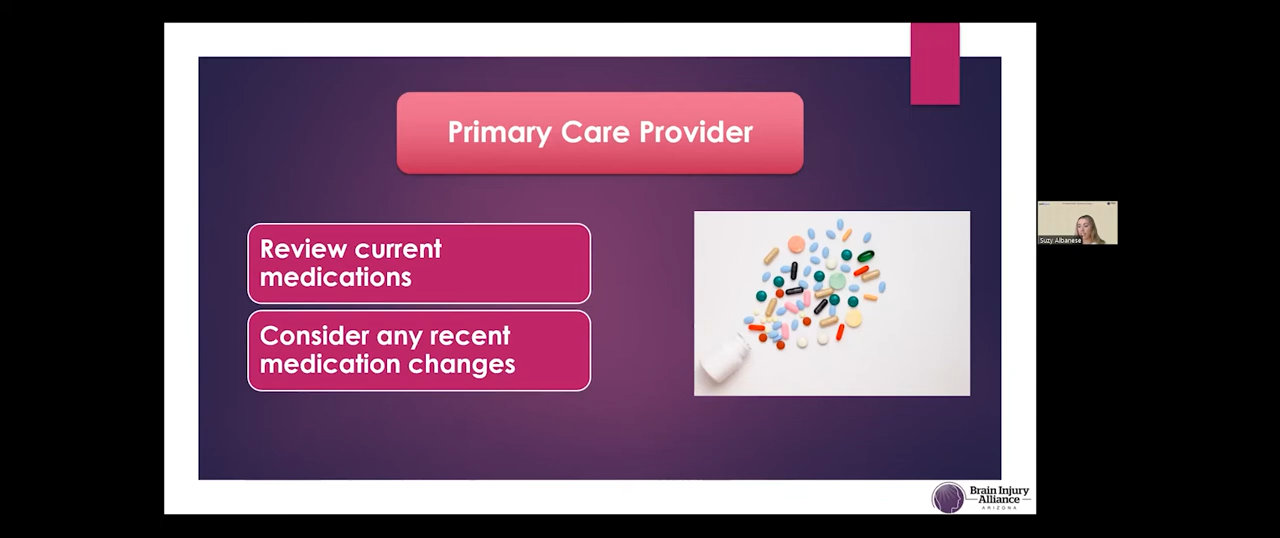 Primary Care Provider
Review current
medications
Consider any recent
medication changes
Suzy Albanese
Brain Injury
Alliance
ARIZONA